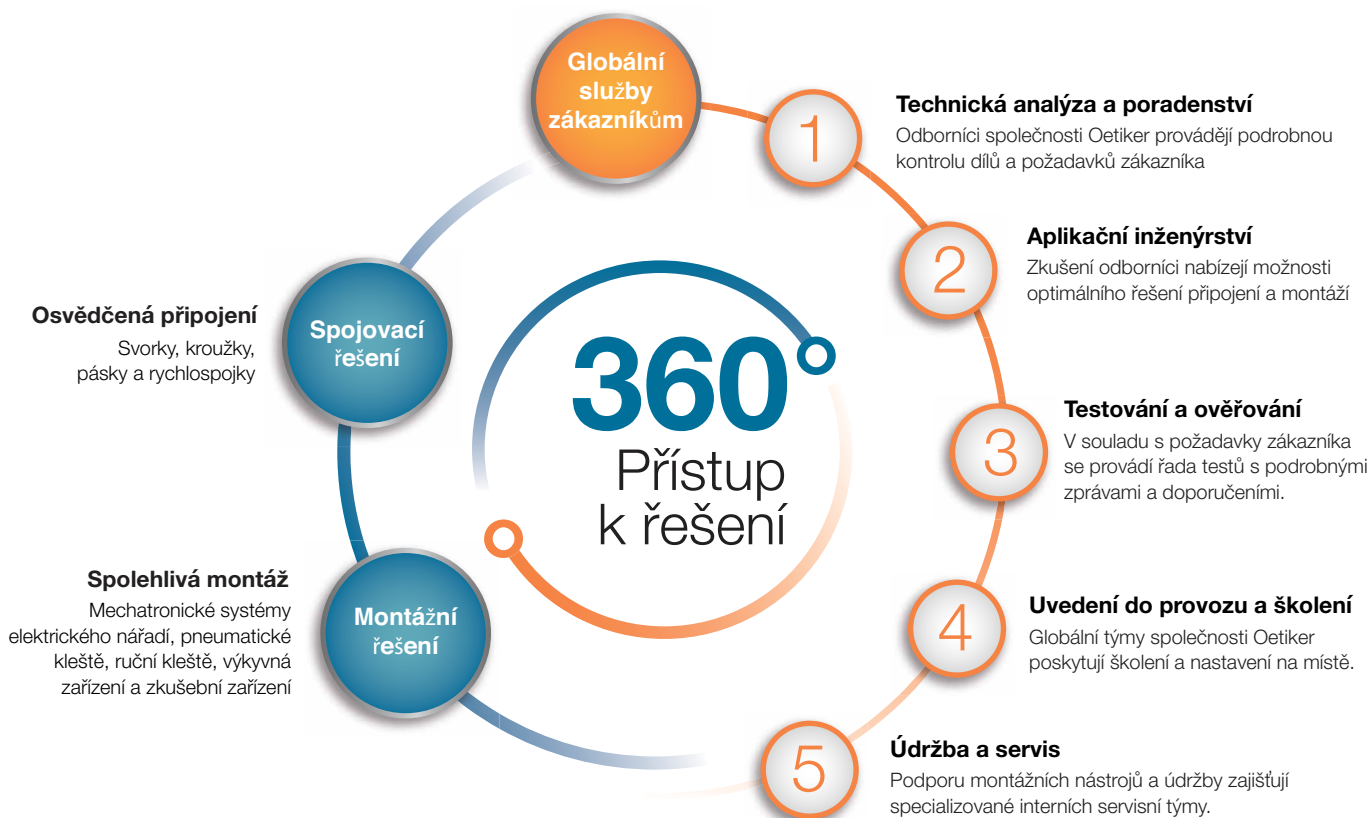 Globální
služby
zákazníkům
1
Technická analýza a poradenství
Odborníci společnosti Oetiker provádějí podrobnou
kontrolu dílů a požadavků zákazníka
2
Aplikační inženýrství
Zkušení odborníci nabízejí možnosti
optimálního řešení připojení a montáží
3
Testování a ověřování
V souladu s požadavky zákazníka
se provádí řada testů s podrobnými
zprávami a doporučeními.
4
Uvedení do provozu a školení
Globální týmy společnosti Oetiker
poskytují školení a nastavení na místě.
5
Údržba a servis
Podporu montážních nástrojů a údržby zajišťují
specializované interních servisní týmy.
Osvědčená připojení
Svorky, kroužky,
pásky a rychlospojky
Spojovací
řešení
360°
Přístup
k řešení
Spolehlivá montáž
Mechatronické systémy
elektrického nářadí, pneumatické
kleště, ruční kleště, výkyvná
zařízení a zkušební zařízení
Montážní
řešení